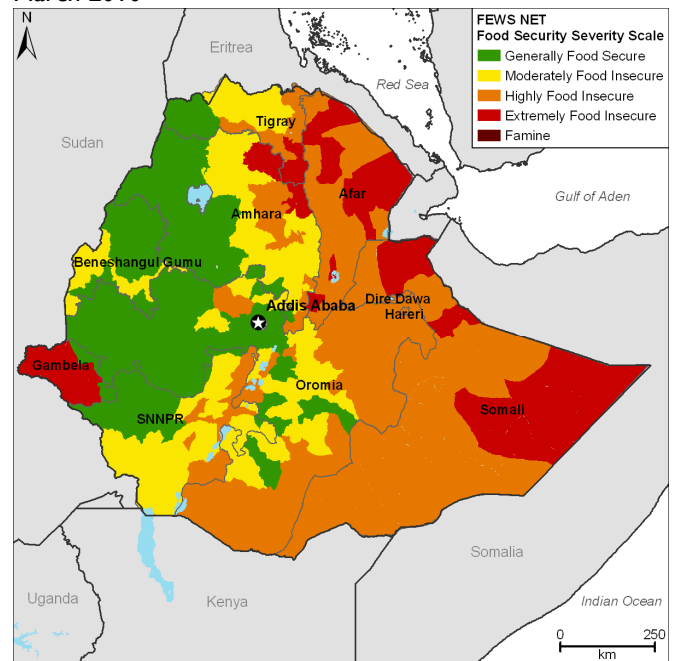 N
FEWS NET
Food Security Severity Scale
Generally Food Secure
Moderately Food Insecure
Highly Food Insecure
Extremely Food Insecure
Famine
Eritrea
Red Sea
Sudan
Tigray
Afar
Gulf of Aden
Amhara
Beneshangul Gumu
Addis Ababa
Dire Dawa
Hareri
Gambela
Oromia
SNNPR
Somali
Somalia
Uganda
Kenya
Indian Ocean
0 250
km